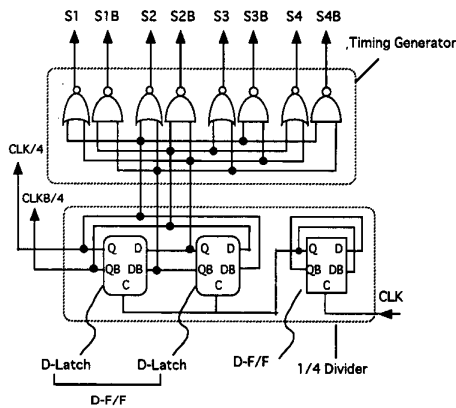 S1 S1B S2 S2B S3 S3B S4 S4B
Timing Generator
CLK/4
CLKB/4
Q D Q D Q D
QB DB QB DB QB DB
C C C
CLK
D-Latch D-Latch D-F/F 1/4 Divider
D-F/F